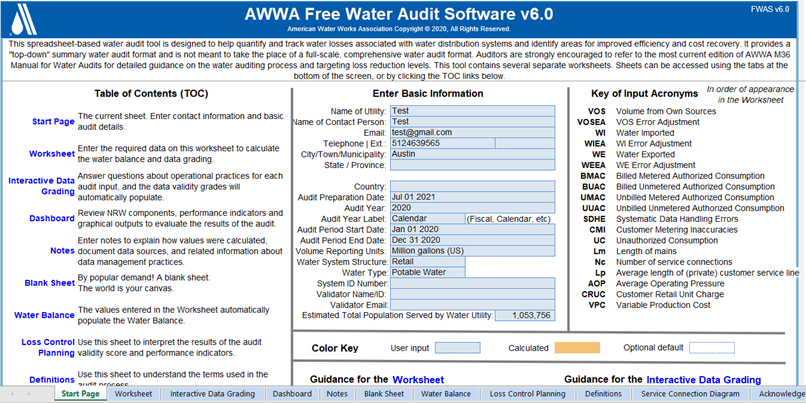 AWWA Free Water Audit Software v6.0
FWAS v6.0
American Water Works Association Copyright © 2020, All Rights Reserved.
This spreadsheet-based water audit tool is designed to help quantify and track water losses associated with water distribution systems and identify areas for improved efficiency and cost recovery. It provides a
"top-down" summary water audit format and is not meant to take the place of a full-scale, comprehensive water audit format. Auditors are strongly encouraged to refer to the most current edition of AWWA M36
Manual for Water Audits for detailed guidance on the water auditing process and targeting loss reduction levels. This tool contains several separate worksheets. Sheets can be accessed using the tabs at the
bottom of the screen, or by clicking the TOC links below.
Table of Contents (TOC)
Start Page
The current sheet. Enter contact information and basic
audit details.
Worksheet
Enter the required data on this worksheet to calculate
the water balance and data grading.
Interactive Data
Grading
Answer questions about operational practices for each
audit input, and the data validity grades will
automatically populate.
Dashboard
Review NRW components, performance indicators and
graphical outputs to evaluate the results of the audit.
Notes
Enter notes to explain how values were calculated,
document data sources, and related information about
data management practices.
Blank Sheet
By popular demand! A blank sheet.
The world is your canvas.
Water Balance
The values entered in the Worksheet automatically
populate the Water Balance.
Loss Control
Planning
Use this sheet to interpret the results of the audit
validity score and performance indicators.
Definitions
Use this sheet to understand the terms used in the
audit process.
Enter Basic Information
Name of Utility: Test
Name of Contact Person: Test
Email: test@gmail.com
Telephone | Ext.: 5124639565
City/Town/Municipality: Austin
State / Province:
Country:
Audit Preparation Date: Jul 01 2021
Audit Year: 2020
Audit Year Label: Calendar (Fiscal, Calendar, etc)
Audit Period Start Date: Jan 01 2020
Audit Period End Date: Dec 31 2020
Volume Reporting Units: Million gallons (US)
Water System Structure: Retail
Water Type: Potable Water
System ID Number:
Validator Name/ID:
Validator Email:
Estimated Total Population Served by Water Utility: 1,053,756
Key of Input Acronyms
In order of appearance
in the Worksheet
VOS Volume from Own Sources
VOSEA VOS Error Adjustment
WI Water Imported
WIEA WI Error Adjustment
WE Water Exported
WEEA WE Error Adjustment
BMAC Billed Metered Authorized Consumption
BUAC Billed Unmetered Authorized Consumption
UMAC Unbilled Metered Authorized Consumption
UUAC Unbilled Unmetered Authorized Consumption
SDHE Systematic Data Handling Errors
CMI Customer Metering Inaccuracies
UC Unauthorized Consumption
Lm Length of mains
Nc Number of service connections
Lp Average length of (private) customer service line
AOP Average Operating Pressure
CRUC Customer Retail Unit Charge
VPC Variable Production Cost
Color Key
User input
Calculated
Optional default
Guidance for the Worksheet
Guidance for the Interactive Data Grading
Start Page Worksheet Interactive Data Grading Dashboard Notes Blank Sheet Water Balance Loss Control Planning Definitions Service Connection Diagram Acknowledge